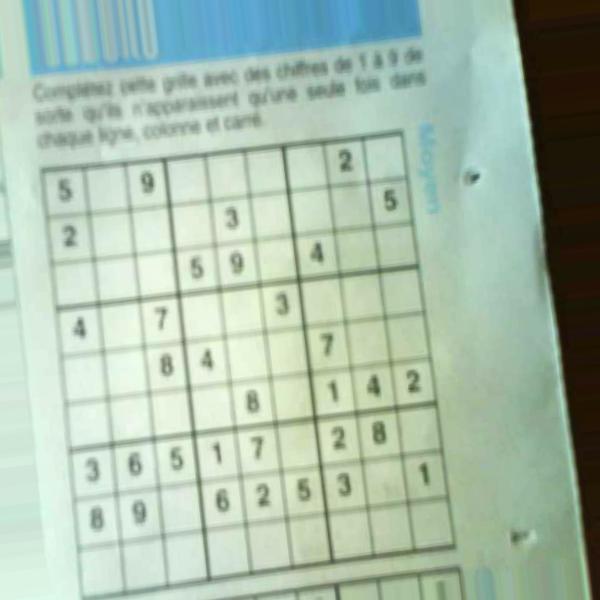 Complétez cette grille avec des chiffres de 1 à 9 de
sorte qu'ils n'apparaissent qu'une seule fois dans
chaque ligne, colonne et carré.
Moyen
5 9 2
2 3 5
5 9 4
4 7 3
8 4 7
8 1 4 2
3 6 5 1 7 2 8
8 9 6 2 5 3 1